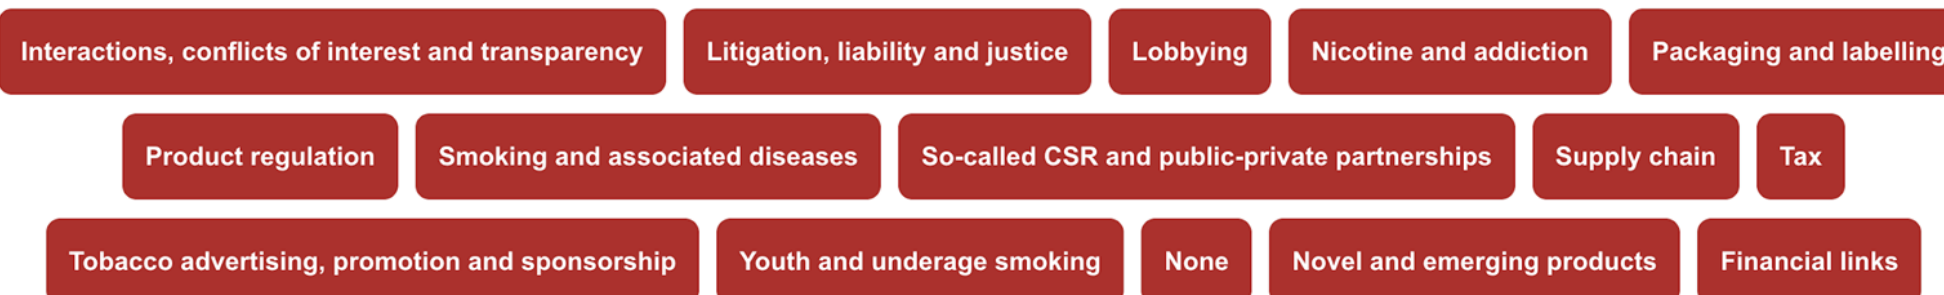 Interactions, conflicts of interest and transparency Litigation, liability and justice Lobbying Nicotine and addiction Packaging and labelling
Product regulation Smoking and associated diseases So-called CSR and public-private partnerships Supply chain Tax
Tobacco advertising, promotion and sponsorship Youth and underage smoking None Novel and emerging products Financial links